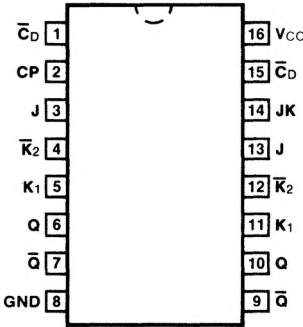 C̅D 1 16 VCC
CP 2 15 C̅D
J 3 14 JK
K̅2 4 13 J
K1 5 12 K̅2
Q 6 11 K1
Q̅ 7 10 Q
GND 8 9 Q̅